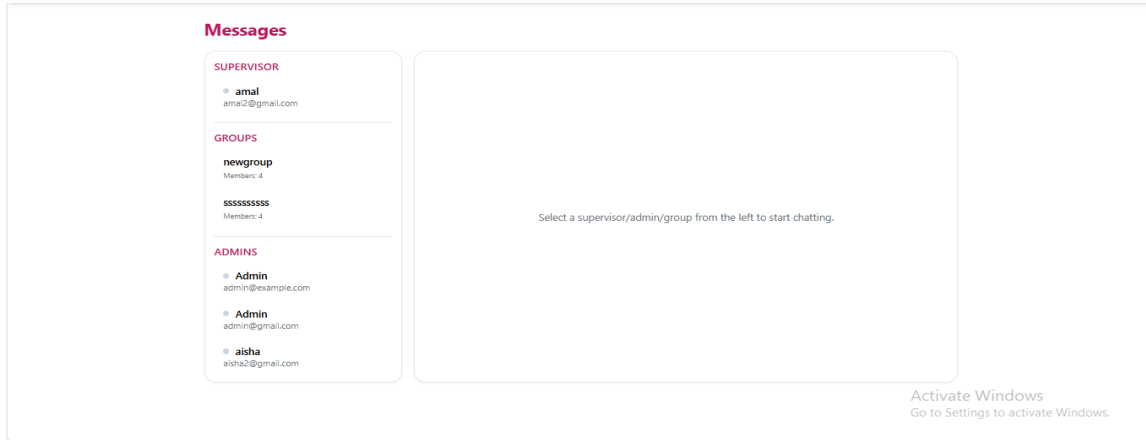 Messages
SUPERVISOR
amal
amal2@gmail.com
GROUPS
newgroup
Members: 4
ssssssssss
Members: 4
ADMINS
Admin
admin@example.com
Admin
admin@gmail.com
aisha
aisha2@gmail.com
Select a supervisor/admin/group from the left to start chatting.
Activate Windows
Go to Settings to activate Windows.